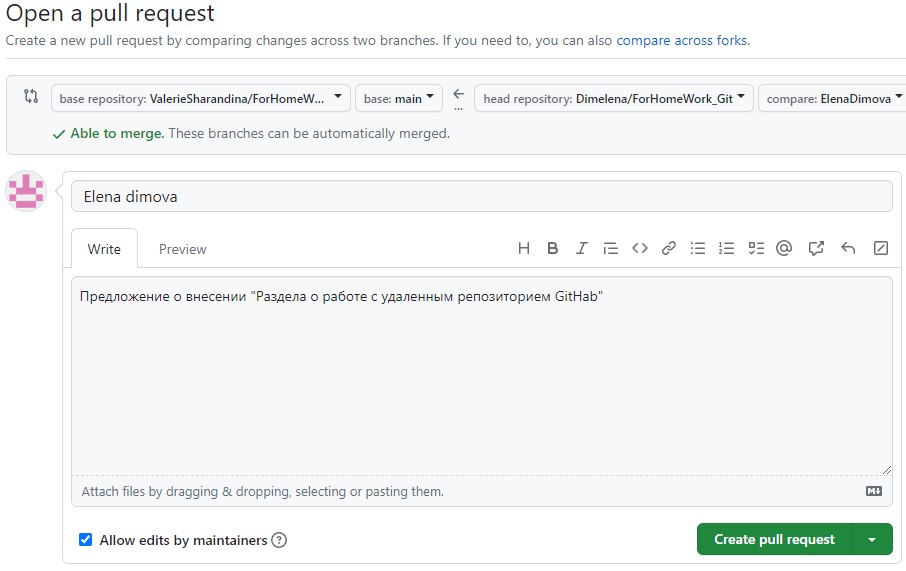 Open a pull request
Create a new pull request by comparing changes across two branches. If you need to, you can also compare across forks.
base repository: ValerieSharandina/ForHomeW... base: main ... head repository: Dimelena/ForHomeWork_Git compare: ElenaDimova
Able to merge. These branches can be automatically merged.
Elena dimova
Write Preview
Предложение о внесении "Раздела о работе с удаленным репозиторием GitHab"
Attach files by dragging & dropping, selecting or pasting them.
Allow edits by maintainers
Create pull request